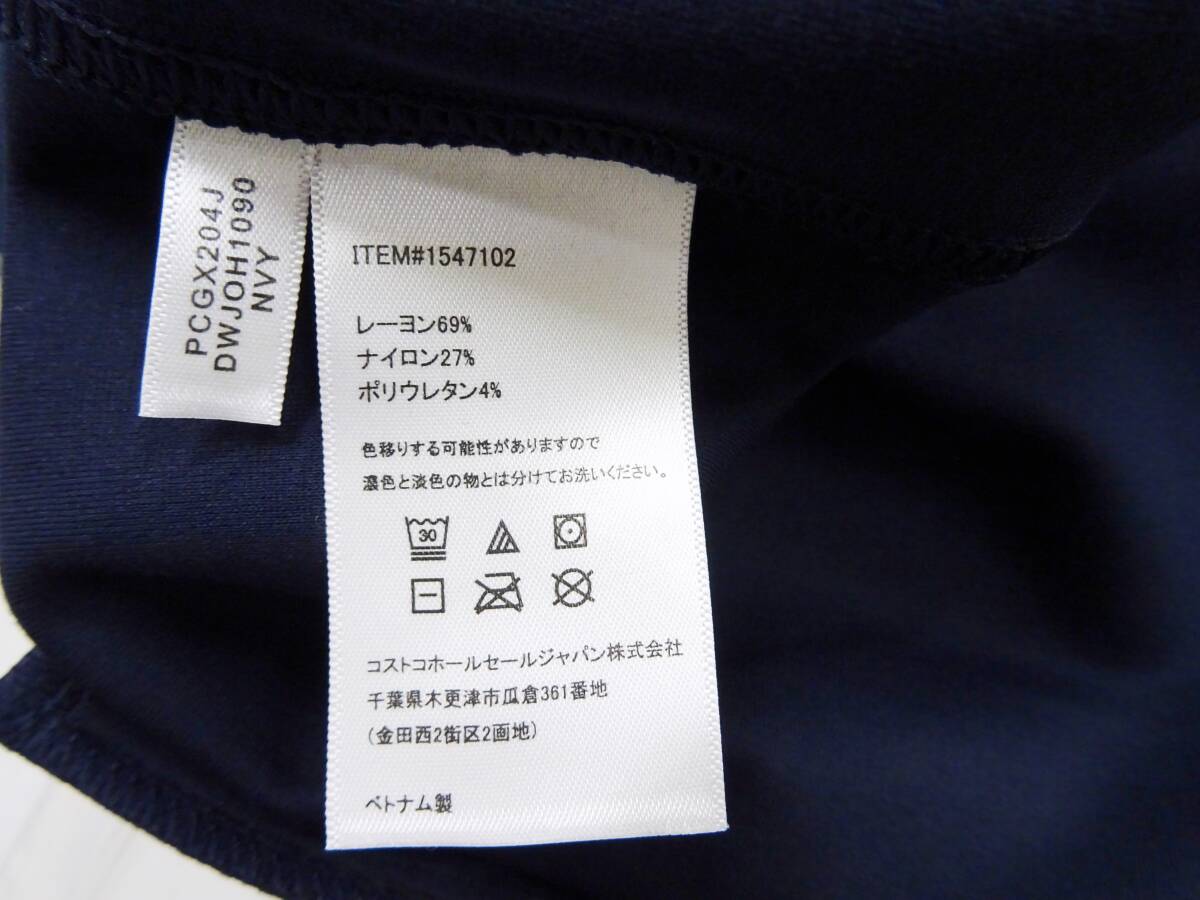 PCGX204J
DWJOH1090
NVY
ITEM#1547102
レーヨン69%
ナイロン27%
ポリウレタン4%
色移りする可能性がありますので
濃色と淡色の物とは分けてお洗いください。
30
コストコホールセールジャパン株式会社
千葉県木更津市瓜倉361番地
(金田西2街区2画地)
ベトナム製